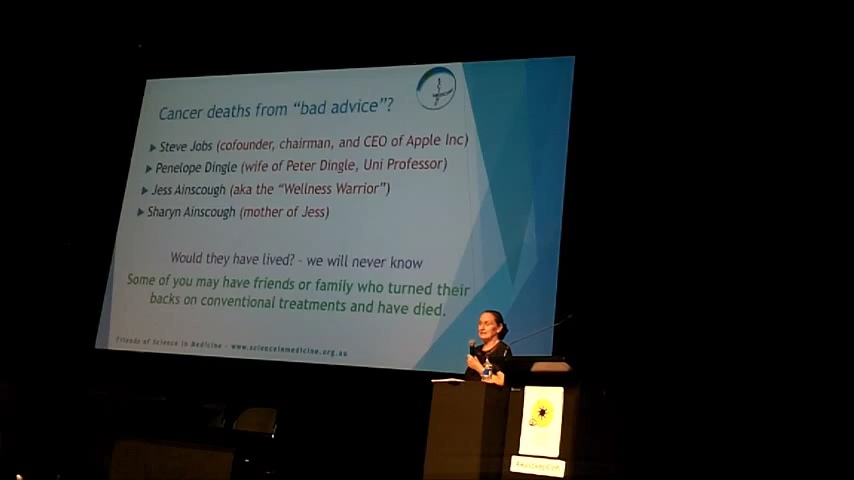 Cancer deaths from “bad advice”?
Steve Jobs (cofounder, chairman, and CEO of Apple Inc)
Penelope Dingle (wife of Peter Dingle, Uni Professor)
Jess Ainscough (aka the “Wellness Warrior”)
Sharyn Ainscough (mother of Jess)
Would they have lived? - we will never know
Some of you may have friends or family who turned their
backs on conventional treatments and have died.
Friends of Science in Medicine - www.scienceinmedicine.org.au